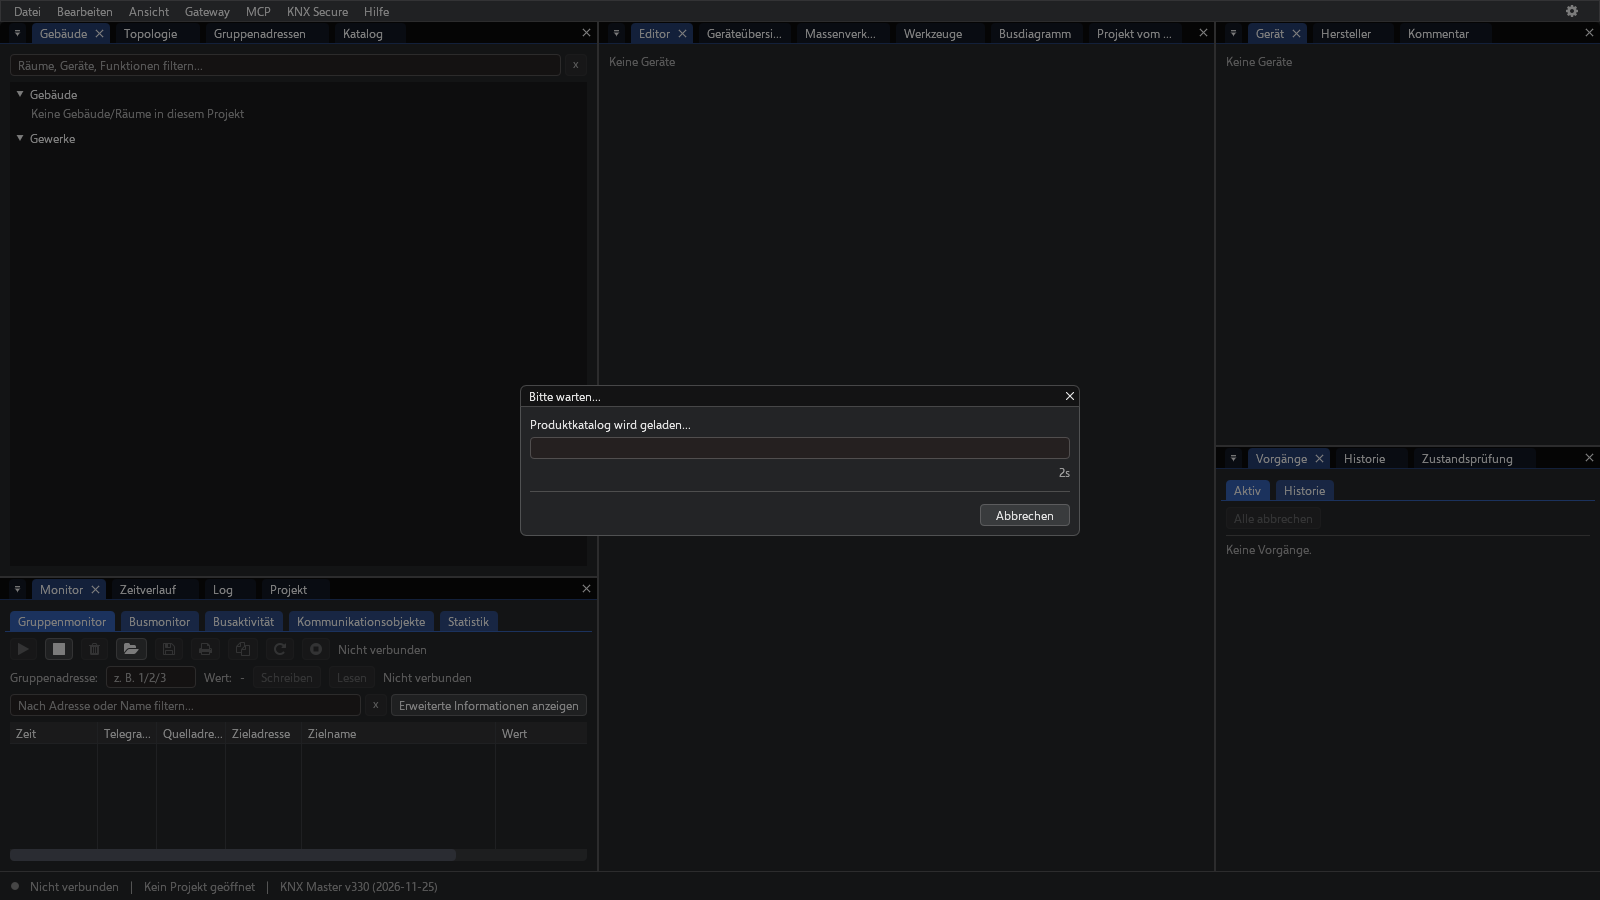 Datei Bearbeiten Ansicht Gateway MCP KNX Secure Hilfe
Gebäude Topologie Gruppenadressen Katalog
Räume, Geräte, Funktionen filtern... x
Gebäude
Keine Gebäude/Räume in diesem Projekt
Gewerke
Editor Geräteübersi... Massenverk... Werkzeuge Busdiagramm Projekt vom ...
Keine Geräte
Gerät Hersteller Kommentar
Keine Geräte
Bitte warten...
Produktkatalog wird geladen...
2s
Abbrechen
Vorgänge Historie Zustandsprüfung
Aktiv Historie
Alle abbrechen
Keine Vorgänge.
Monitor Zeitverlauf Log Projekt
Gruppenmonitor Busmonitor Busaktivität Kommunikationsobjekte Statistik
Nicht verbunden
Gruppenadresse: z. B. 1/2/3 Wert: - Schreiben Lesen Nicht verbunden
Nach Adresse oder Name filtern... x Erweiterte Informationen anzeigen
Zeit Telegra... Quelladre... Zieladresse Zielname Wert
Nicht verbunden | Kein Projekt geöffnet | KNX Master v330 (2026-11-25)